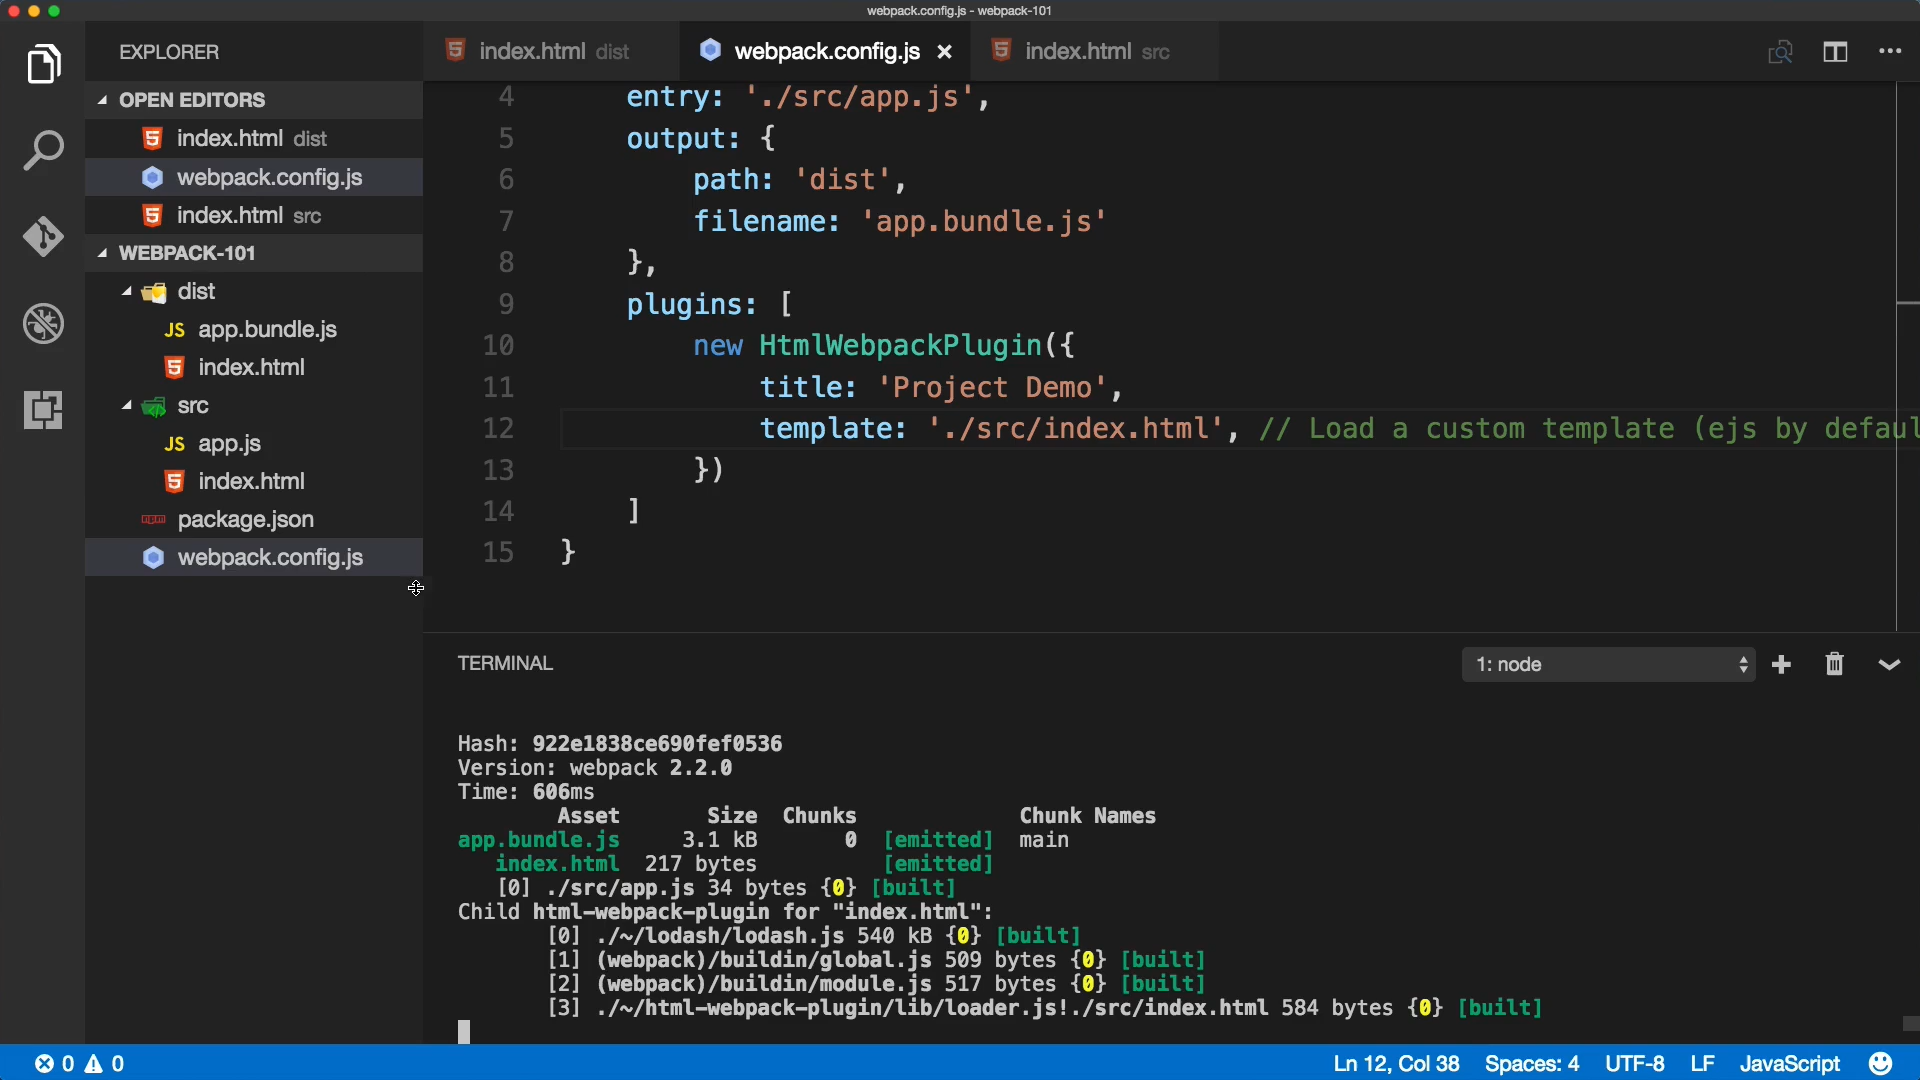 webpack.config.js - webpack-101
EXPLORER
OPEN EDITORS
index.html dist
webpack.config.js
index.html src
WEBPACK-101
dist
JS app.bundle.js
index.html
src
JS app.js
index.html
npm package.json
webpack.config.js
index.html dist
webpack.config.js ×
index.html src
4 entry: './src/app.js',
5 output: {
6 path: 'dist',
7 filename: 'app.bundle.js'
8 },
9 plugins: [
10 new HtmlWebpackPlugin({
11 title: 'Project Demo',
12 template: './src/index.html', // Load a custom template (ejs by defaul
13 })
14 ]
15 }
TERMINAL
1: node
Hash: 922e1838ce690fef0536
Version: webpack 2.2.0
Time: 606ms
Asset Size Chunks Chunk Names
app.bundle.js 3.1 kB 0 [emitted] main
index.html 217 bytes [emitted]
[0] ./src/app.js 34 bytes {0} [built]
Child html-webpack-plugin for "index.html":
[0] ./~/lodash/lodash.js 540 kB {0} [built]
[1] (webpack)/buildin/global.js 509 bytes {0} [built]
[2] (webpack)/buildin/module.js 517 bytes {0} [built]
[3] ./~/html-webpack-plugin/lib/loader.js!./src/index.html 584 bytes {0} [built]
0 0
Ln 12, Col 38 Spaces: 4 UTF-8 LF JavaScript